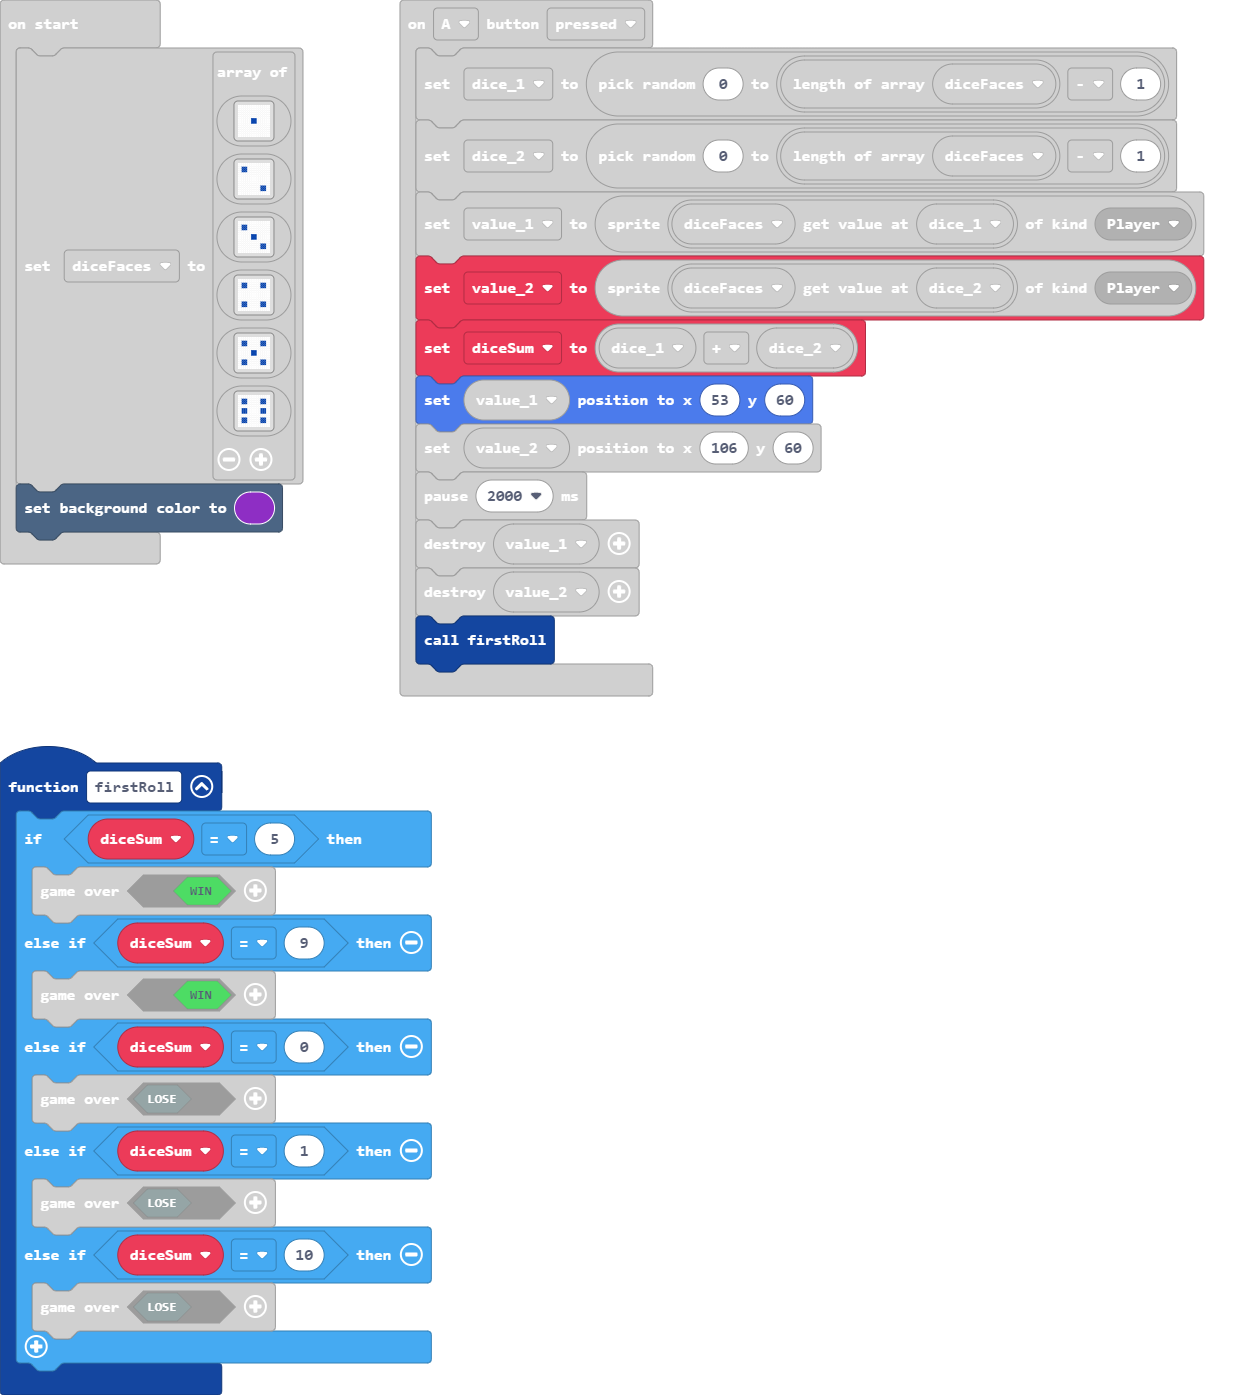 on start
array of
set diceFaces to
set background color to
on A button pressed
set dice_1 to pick random 0 to length of array diceFaces - 1
set dice_2 to pick random 0 to length of array diceFaces - 1
set value_1 to sprite diceFaces get value at dice_1 of kind Player
set value_2 to sprite diceFaces get value at dice_2 of kind Player
set diceSum to dice_1 + dice_2
set value_1 position to x 53 y 60
set value_2 position to x 106 y 60
pause 2000 ms
destroy value_1
destroy value_2
call firstRoll
function firstRoll
if diceSum = 5 then
game over WIN
else if diceSum = 9 then
game over WIN
else if diceSum = 0 then
game over LOSE
else if diceSum = 1 then
game over LOSE
else if diceSum = 10 then
game over LOSE